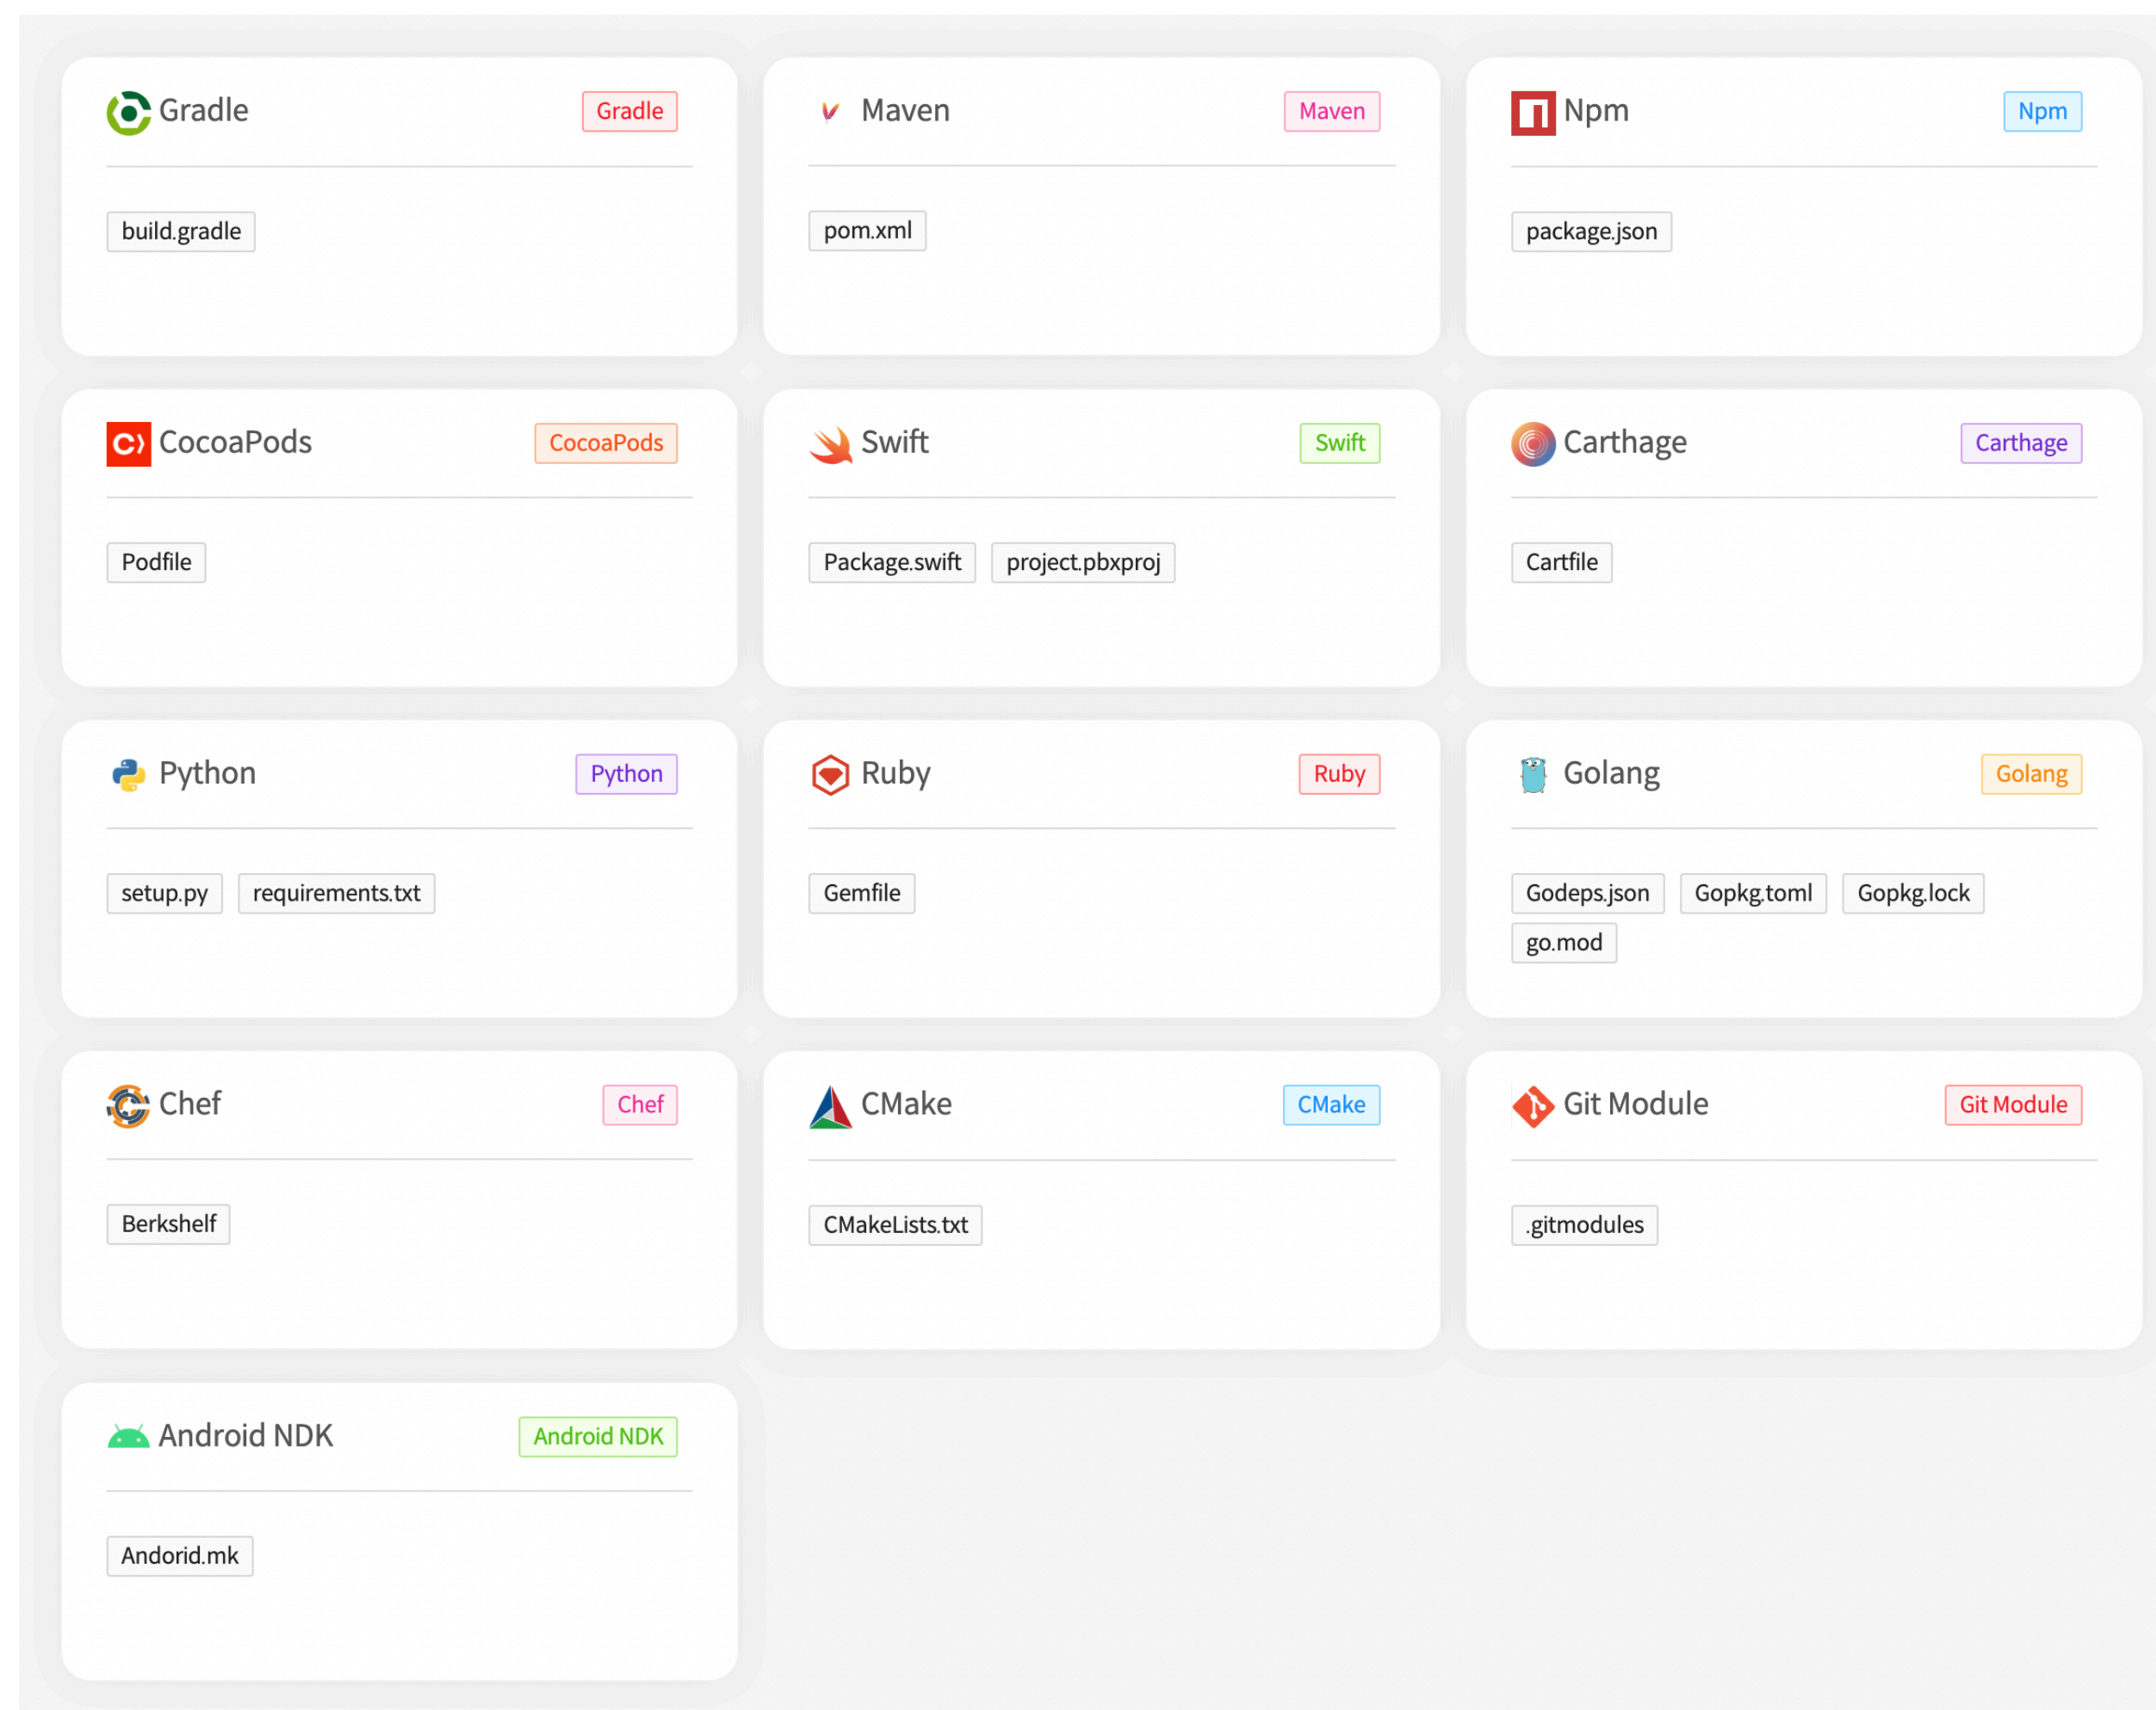 Gradle Gradle
build.gradle
Maven Maven
pom.xml
Npm Npm
package.json
CocoaPods CocoaPods
Podfile
Swift Swift
Package.swift project.pbxproj
Carthage Carthage
Cartfile
Python Python
setup.py requirements.txt
Ruby Ruby
Gemfile
Golang Golang
Godeps.json Gopkg.toml Gopkg.lock
go.mod
Chef Chef
Berkshelf
CMake CMake
CMakeLists.txt
Git Module Git Module
.gitmodules
Android NDK Android NDK
Andorid.mk